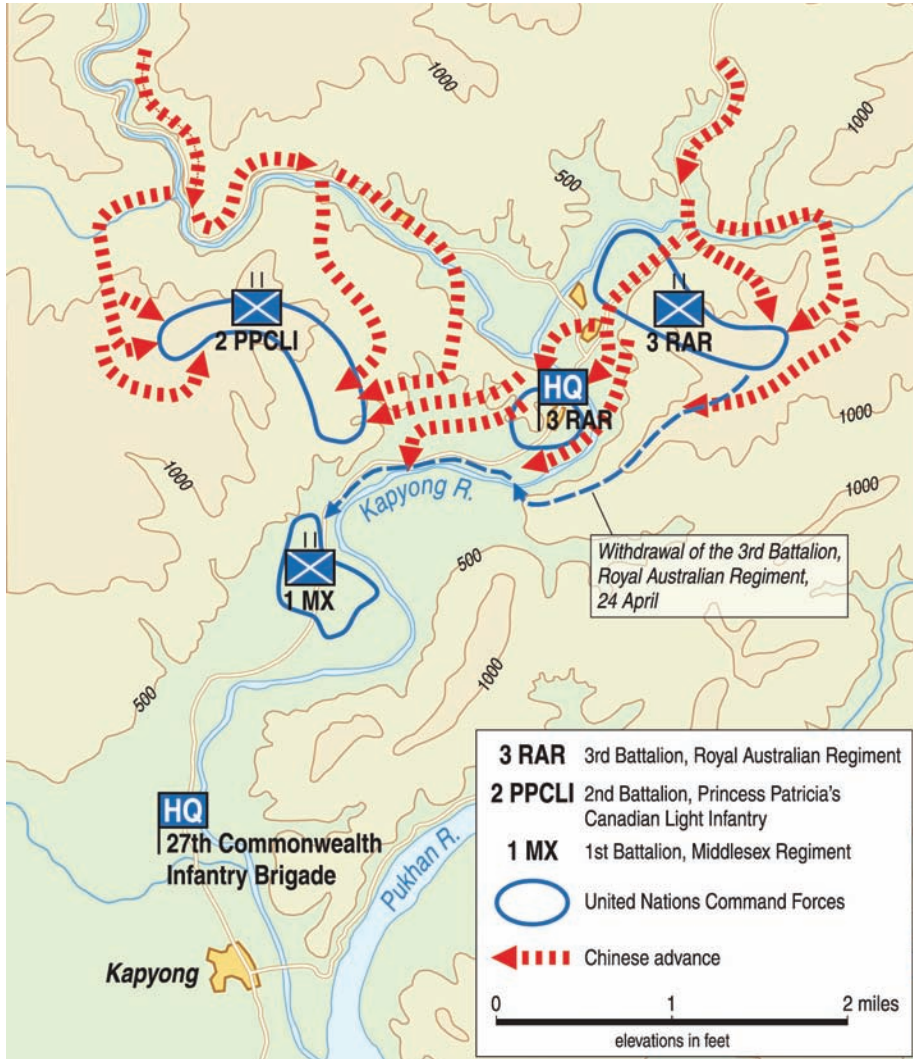 1000
1000
500
2 PPCLI
3 RAR
HQ
3 RAR
1000
1000
1000
Kapyong R.
Withdrawal of the 3rd Battalion,
Royal Australian Regiment,
24 April
500
1 MX
500
1000
HQ
27th Commonwealth
Infantry Brigade
Pukhan R.
Kapyong
3 RAR 3rd Battalion, Royal Australian Regiment
2 PPCLI 2nd Battalion, Princess Patricia's
Canadian Light Infantry
1 MX 1st Battalion, Middlesex Regiment
United Nations Command Forces
Chinese advance
0 1 2 miles
elevations in feet